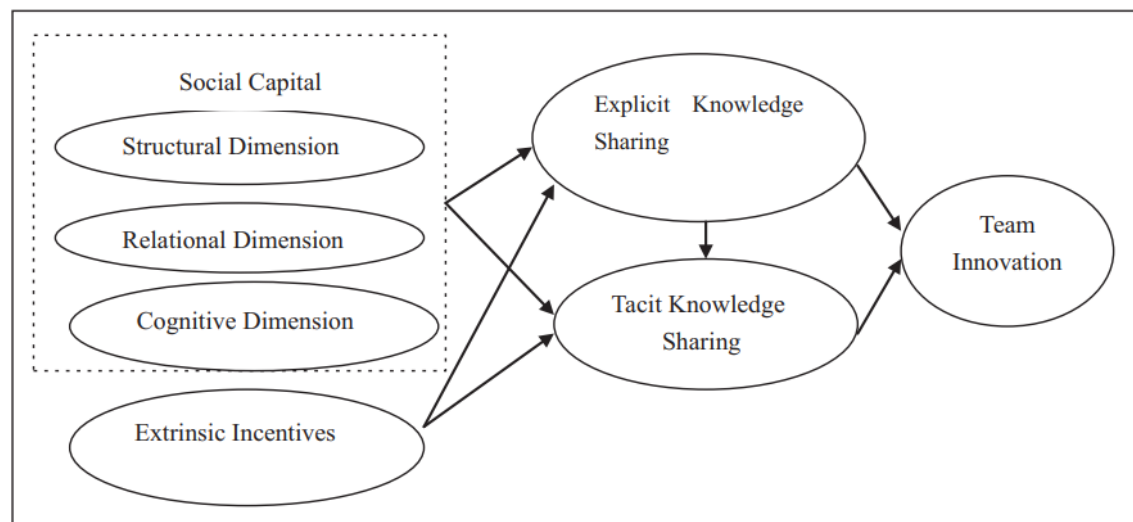 Social Capital
Structural Dimension
Relational Dimension
Cognitive Dimension
Extrinsic Incentives
Explicit Knowledge
Sharing
Tacit Knowledge
Sharing
Team
Innovation